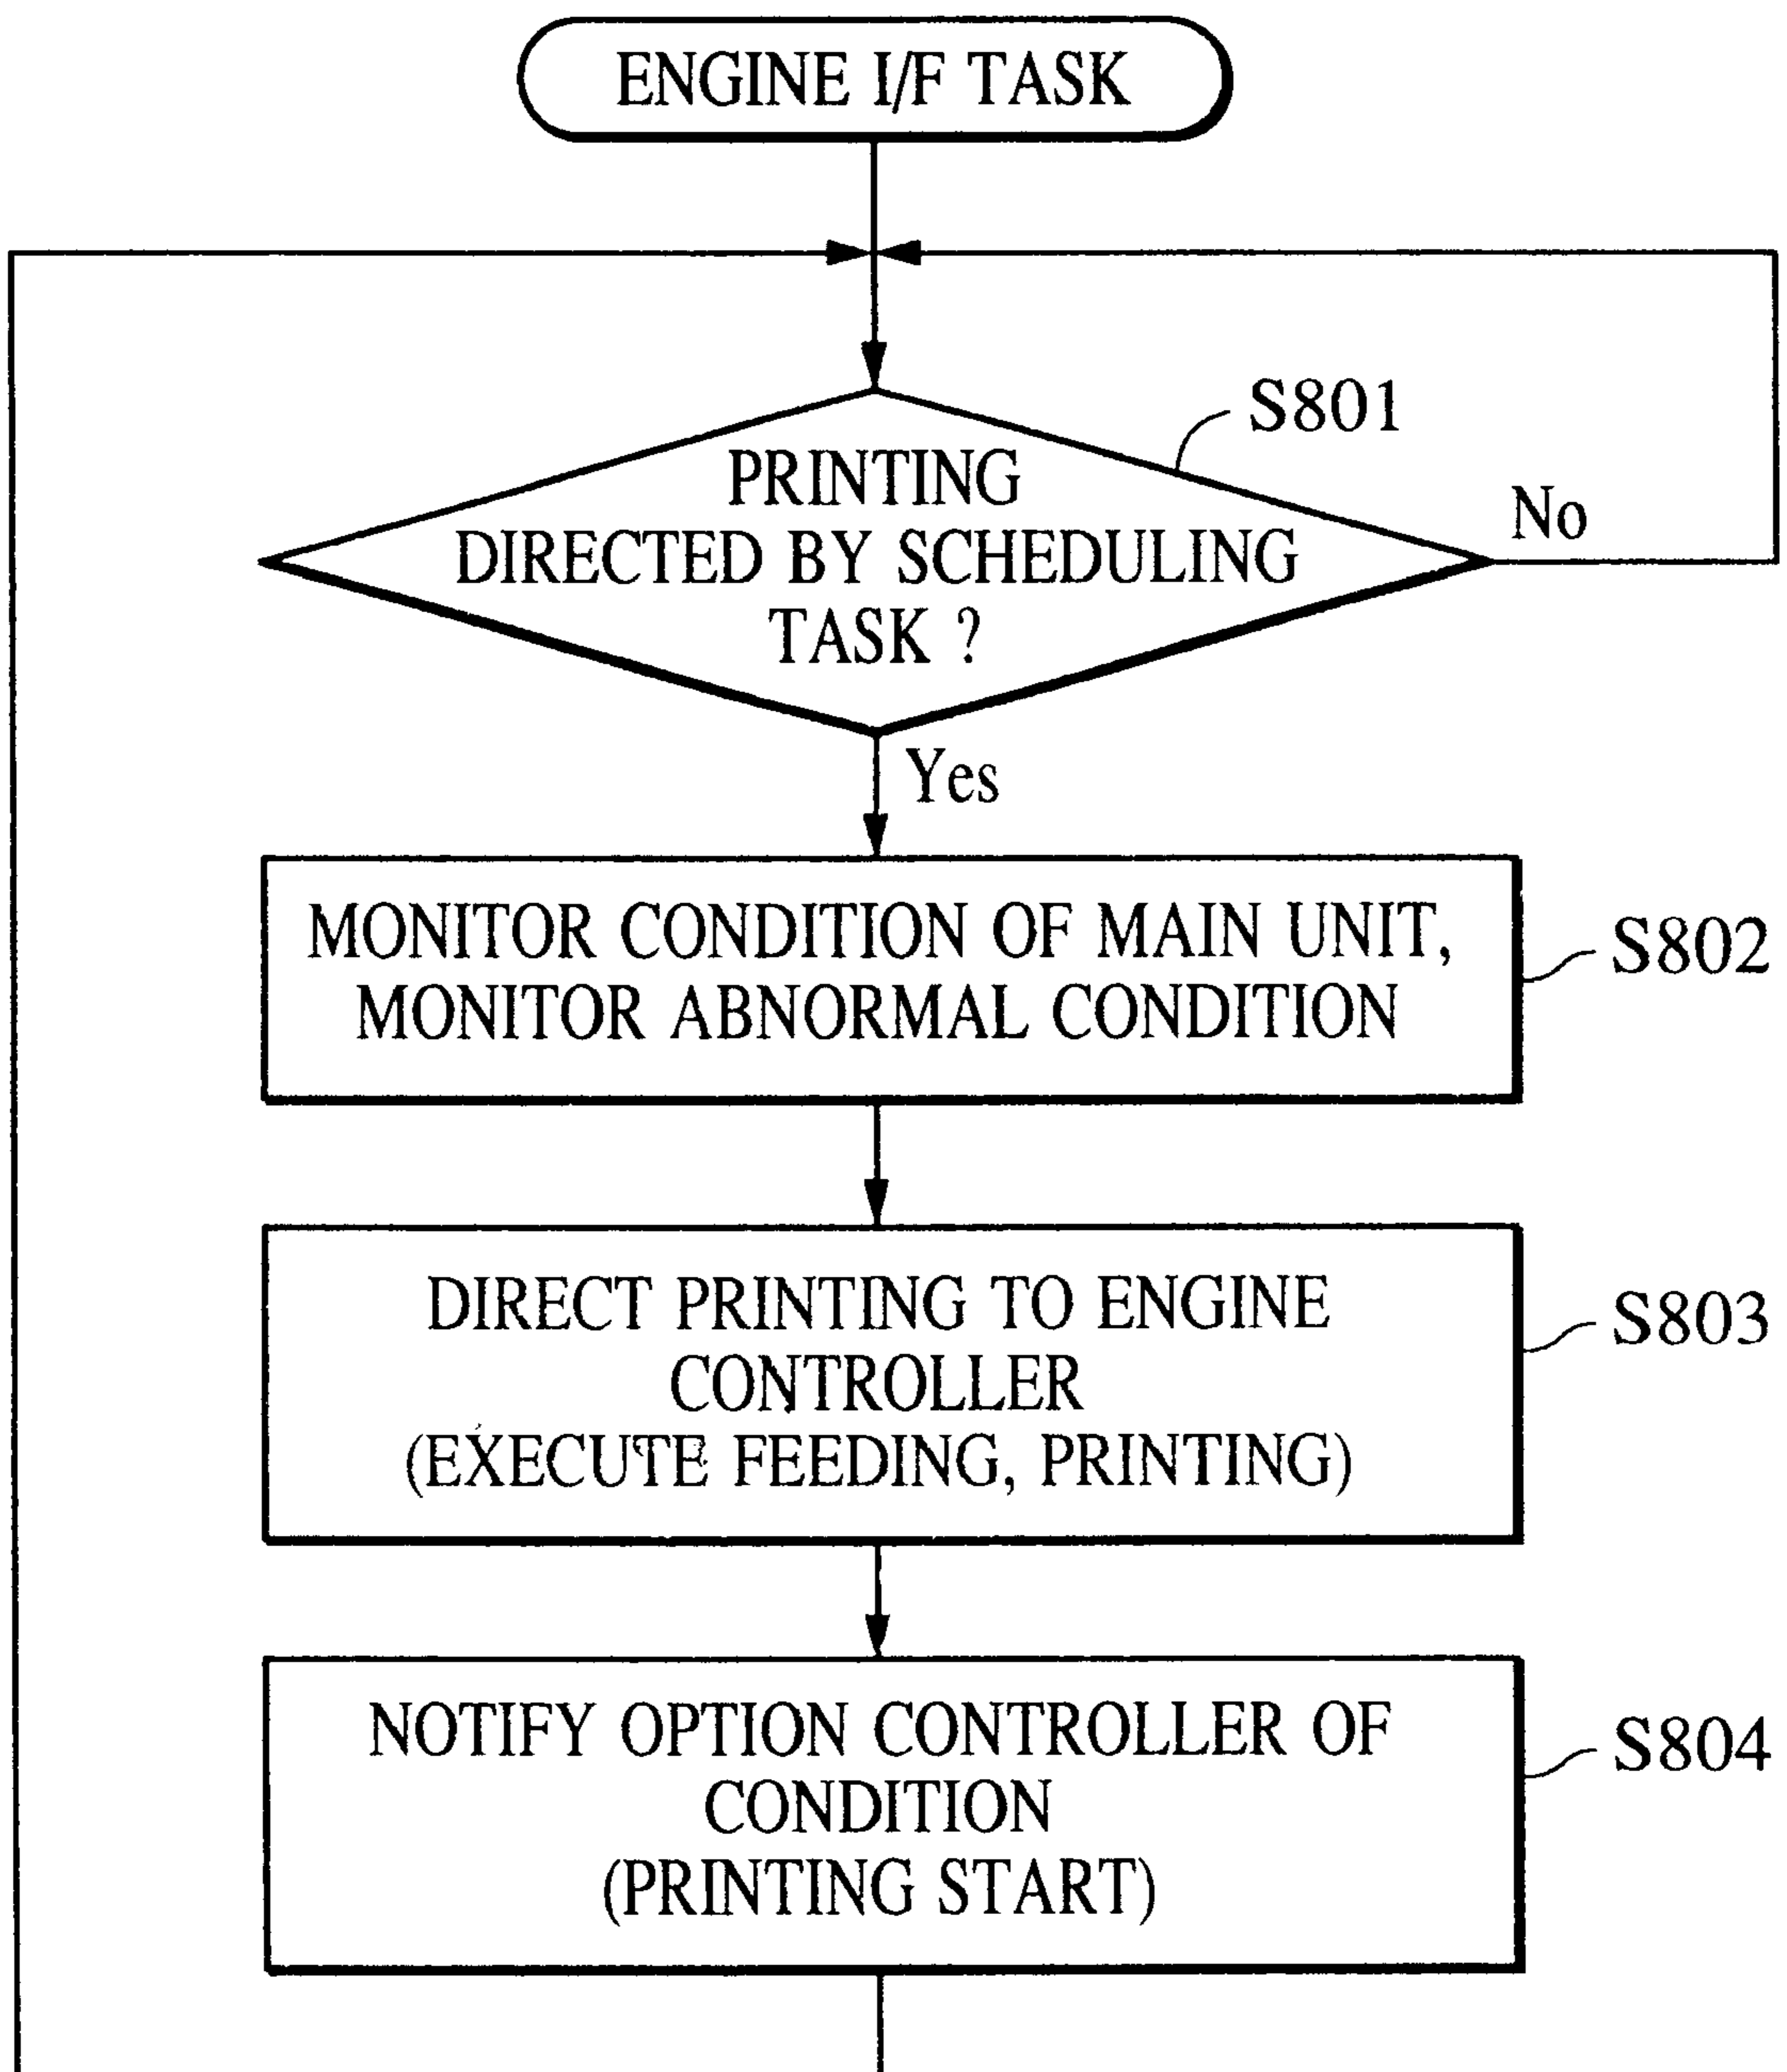 ENGINE I/F TASK
S801
PRINTING
DIRECTED BY SCHEDULING
TASK ?
No
Yes
MONITOR CONDITION OF MAIN UNIT,
MONITOR ABNORMAL CONDITION
S802
DIRECT PRINTING TO ENGINE
CONTROLLER
(EXECUTE FEEDING, PRINTING)
S803
NOTIFY OPTION CONTROLLER OF
CONDITION
(PRINTING START)
S804